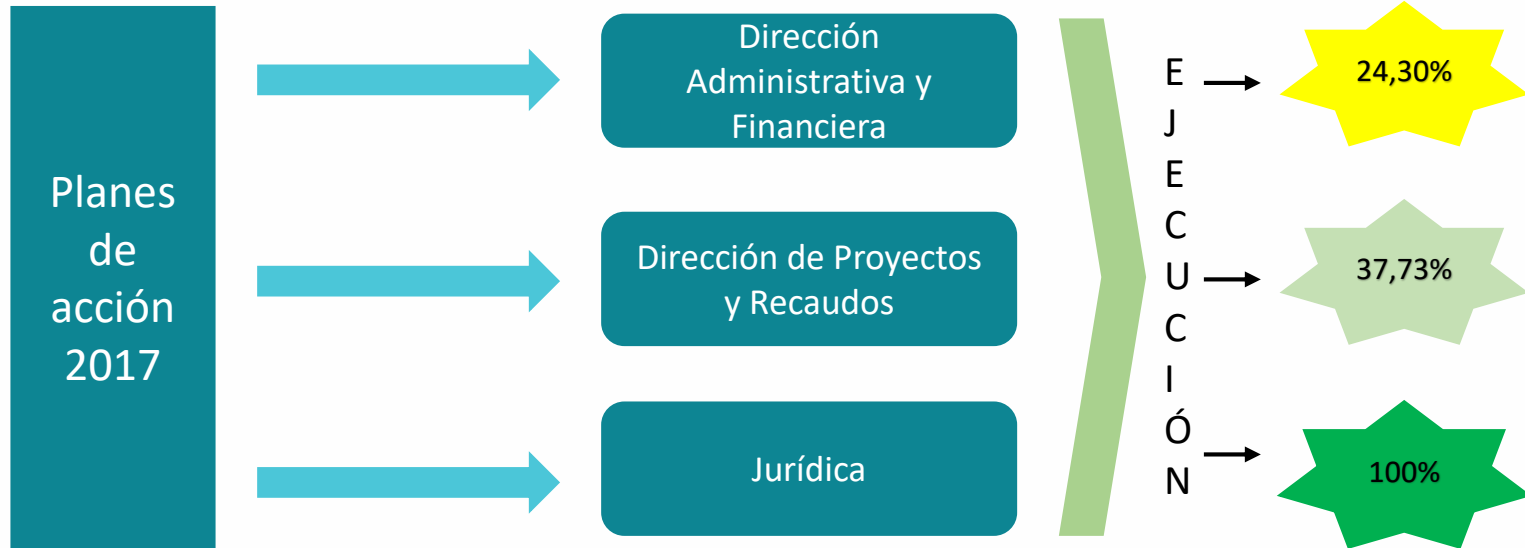 Planes
de
acción
2017
Dirección
Administrativa y
Financiera
Dirección de Proyectos
y Recaudos
Jurídica
E
J
E
C
U
C
I
Ó
N
24,30%
37,73%
100%